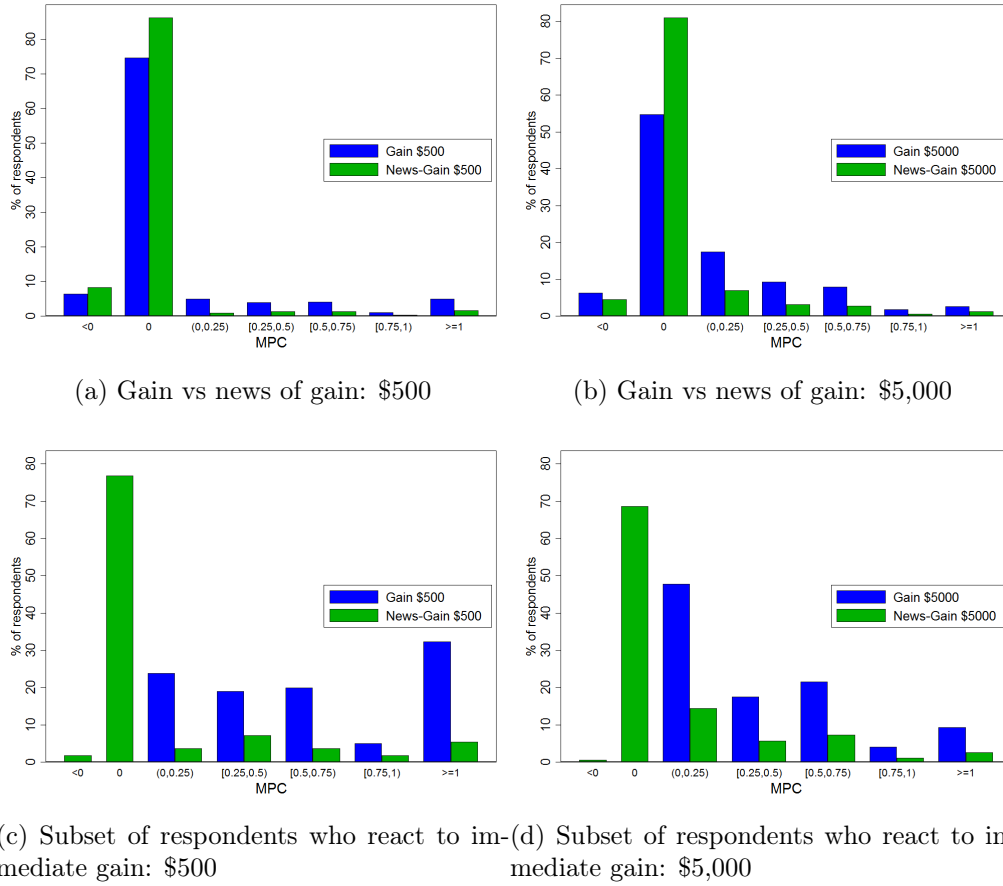 % of respondents
0 10 20 30 40 50 60 70 80
Gain $500
News-Gain $500
<0 0 (0,0.25) [0.25,0.5) [0.5,0.75) [0.75,1) >=1
MPC
(a) Gain vs news of gain: $500
% of respondents
0 10 20 30 40 50 60 70 80
Gain $5000
News-Gain $5000
<0 0 (0,0.25) [0.25,0.5) [0.5,0.75) [0.75,1) >=1
MPC
(b) Gain vs news of gain: $5,000
% of respondents
0 10 20 30 40 50 60 70 80
Gain $500
News-Gain $500
<0 0 (0,0.25) [0.25,0.5) [0.5,0.75) [0.75,1) >=1
MPC
(c) Subset of respondents who react to im-
mediate gain: $500
% of respondents
0 10 20 30 40 50 60 70 80
Gain $5000
News-Gain $5000
<0 0 (0,0.25) [0.25,0.5) [0.5,0.75) [0.75,1) >=1
MPC
(d) Subset of respondents who react to im
mediate gain: $5,000